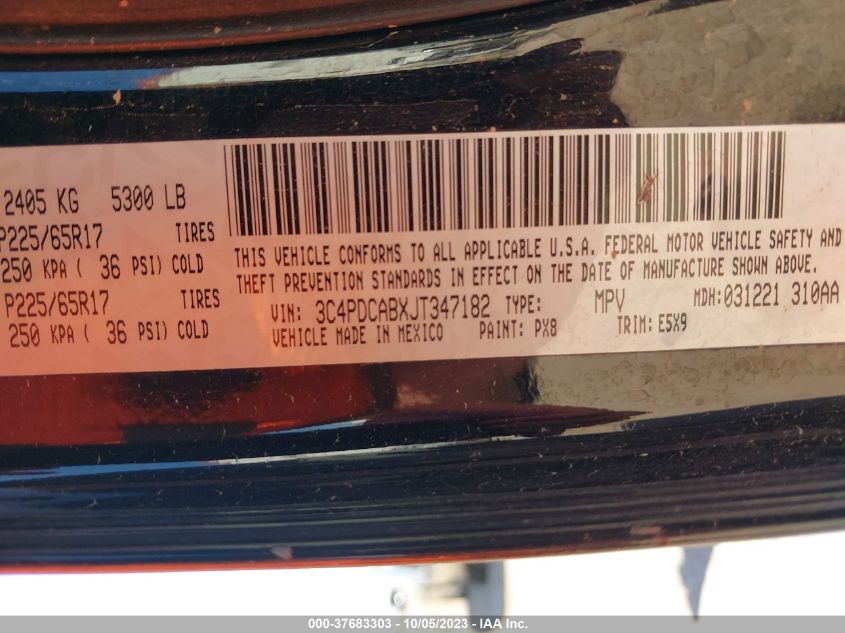 2405 KG 5300 LB
P225/65R17 TIRES
250 KPA ( 36 PSI) COLD
P225/65R17 TIRES
250 KPA ( 36 PSI) COLD
THIS VEHICLE CONFORMS TO ALL APPLICABLE U.S.A. FEDERAL MOTOR VEHICLE SAFETY AND
THEFT PREVENTION STANDARDS IN EFFECT ON THE DATE OF MANUFACTURE SHOWN ABOVE.
VIN: 3C4PDCABXJT347182 TYPE: MPV MDH:031221 310AA
VEHICLE MADE IN MEXICO PAINT: PX8 TRIM: E5X9
000-37683303 - 10/05/2023 - IAA Inc.